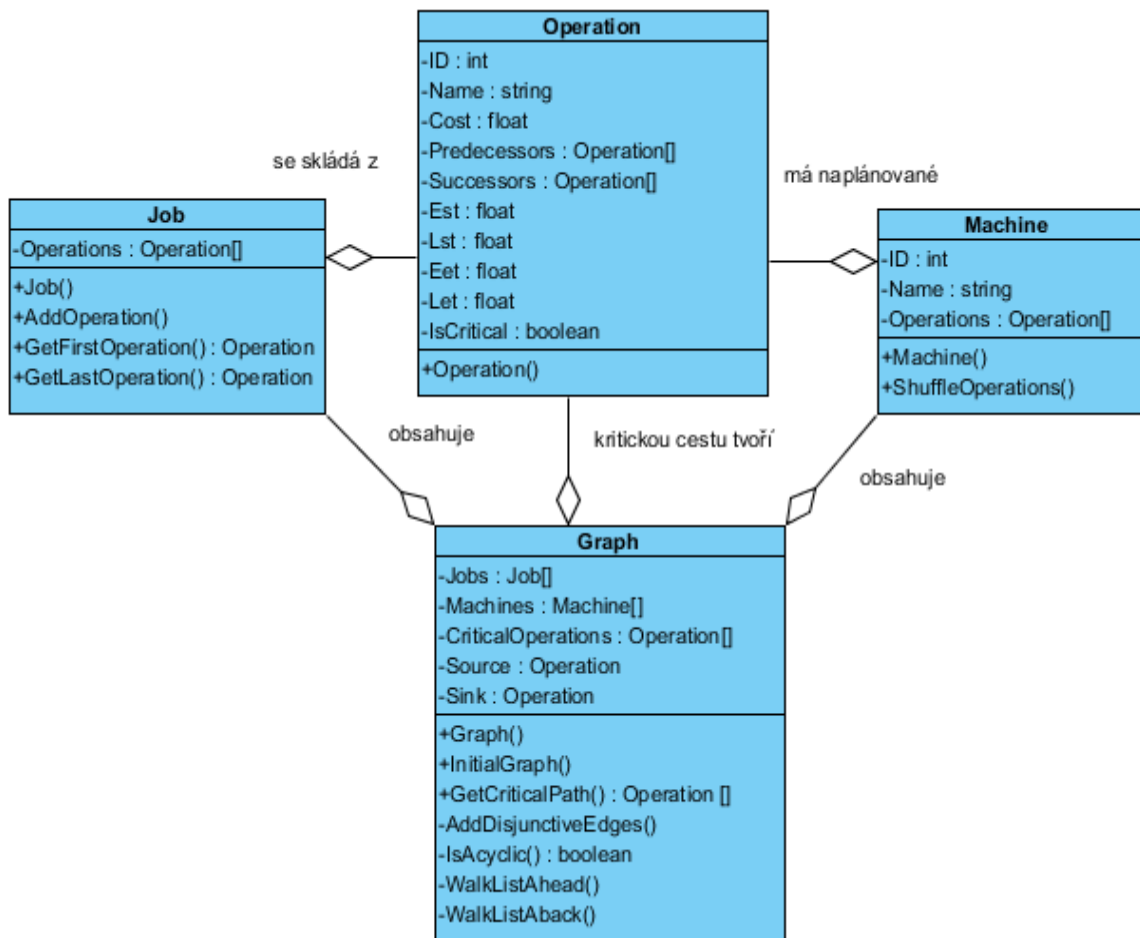 Operation
-ID : int
-Name : string
-Cost : float
-Predecessors : Operation[]
-Successors : Operation[]
-Est : float
-Lst : float
-Eet : float
-Let : float
-IsCritical : boolean
+Operation()
se skládá z
má naplánované
Job
-Operations : Operation[]
+Job()
+AddOperation()
+GetFirstOperation() : Operation
+GetLastOperation() : Operation
Machine
-ID : int
-Name : string
-Operations : Operation[]
+Machine()
+ShuffleOperations()
obsahuje
kritickou cestu tvoří
obsahuje
Graph
-Jobs : Job[]
-Machines : Machine[]
-CriticalOperations : Operation[]
-Source : Operation
-Sink : Operation
+Graph()
+InitialGraph()
+GetCriticalPath() : Operation []
-AddDisjunctiveEdges()
-IsAcyclic() : boolean
-WalkListAhead()
-WalkListAback()